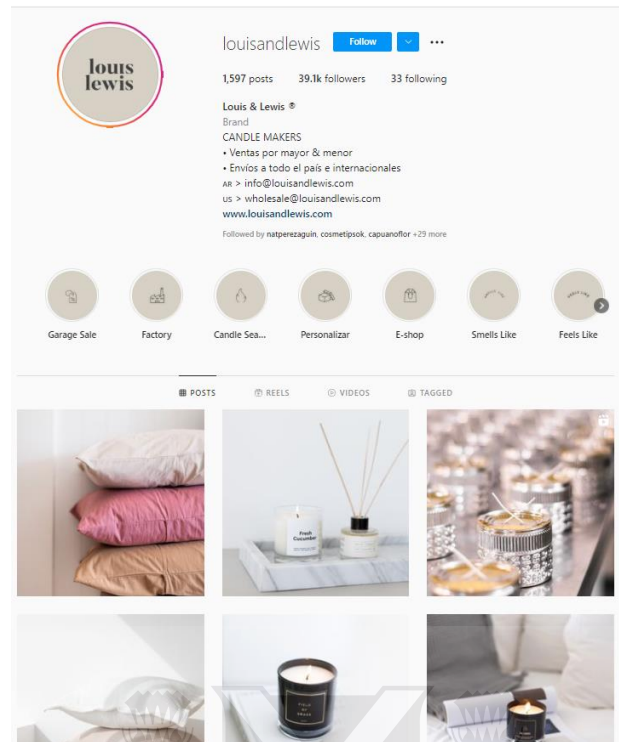 louis
lewis
louisandlewis Follow
1,597 posts 39.1k followers 33 following
Louis & Lewis ®
Brand
CANDLE MAKERS
• Ventas por mayor & menor
• Envíos a todo el país e internacionales
AR > info@louisandlewis.com
US > wholesale@louisandlewis.com
www.louisandlewis.com
Followed by natperezaguin, cosmetipsok, capuanoflor +29 more
Garage Sale Factory Candle Sea... Personalizar E-shop Smells Like Feels Like
POSTS REELS VIDEOS TAGGED
Fresh
Cucumber
FIELD
OF
GRASS